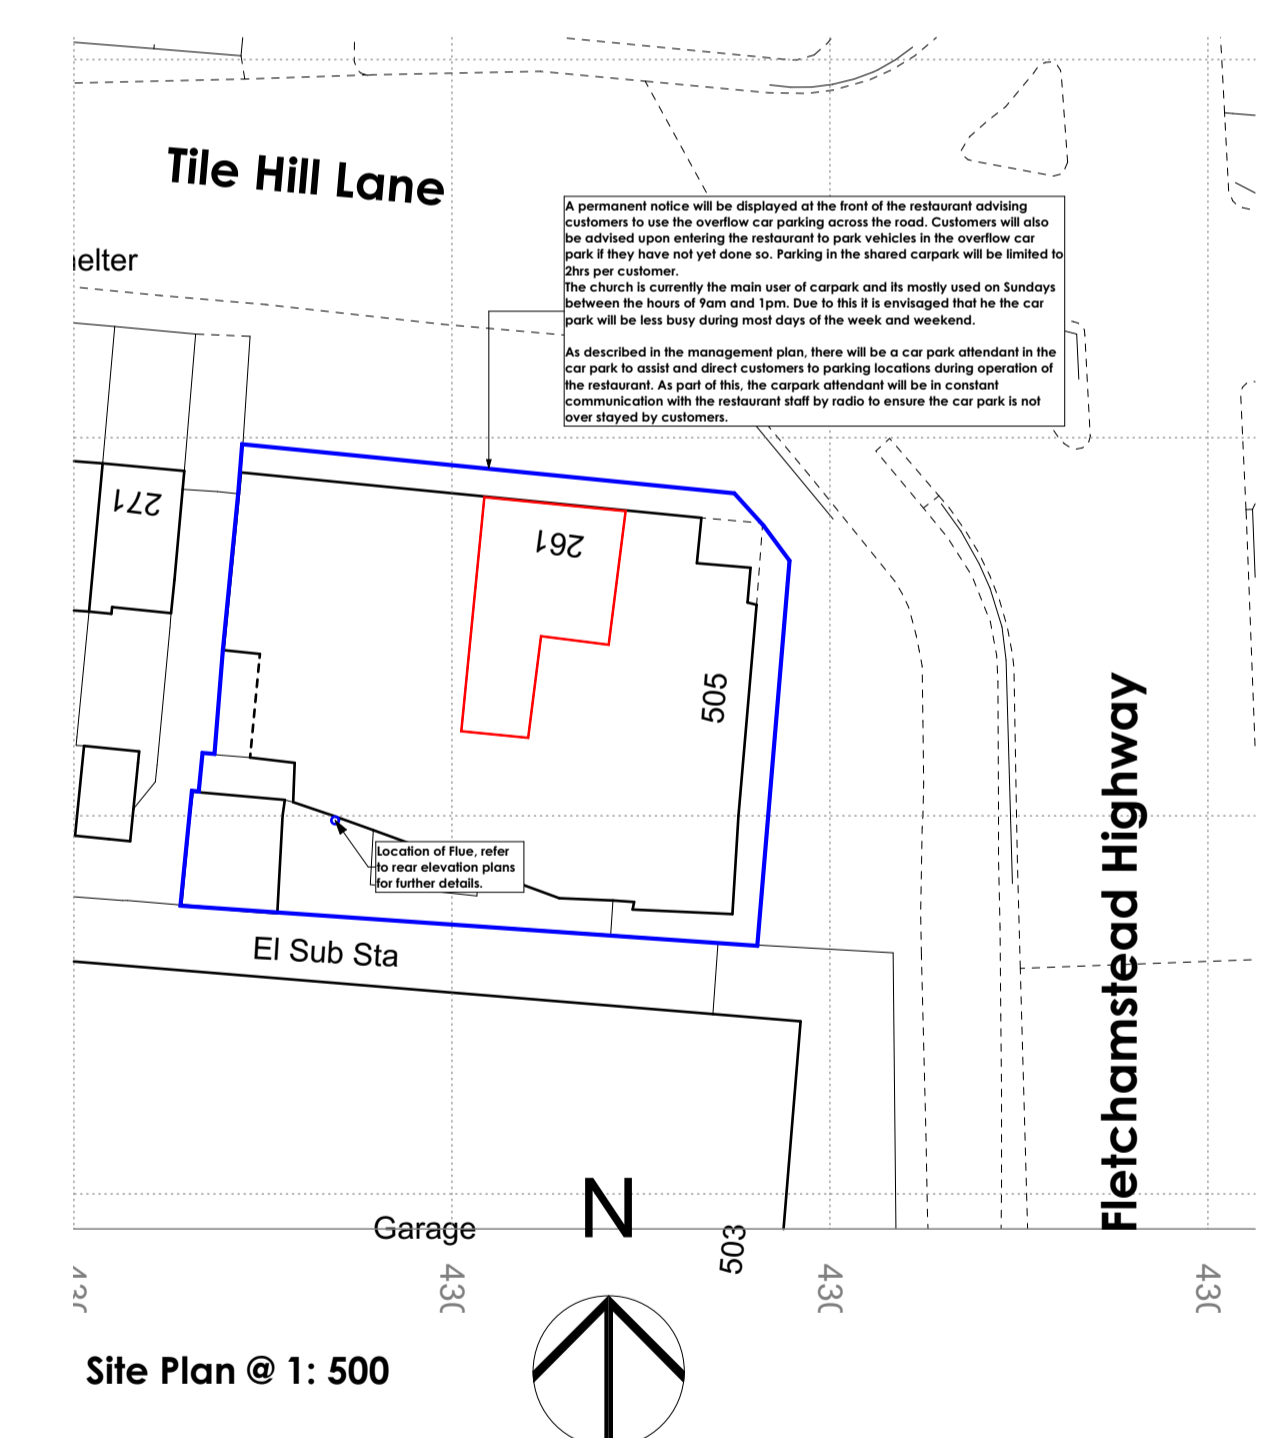 Tile Hill Lane
elter
A permanent notice will be displayed at the front of the restaurant advising
customers to use the overflow car parking across the road. Customers will also
be advised upon entering the restaurant to park vehicles in the overflow car
park if they have not yet done so. Parking in the shared carpark will be limited to
2hrs per customer.
The church is currently the main user of carpark and its mostly used on Sundays
between the hours of 9am and 1pm. Due to this it is envisaged that he the car
park will be less busy during most days of the week and weekend.
As described in the management plan, there will be a car park attendant in the
car park to assist and direct customers to parking locations during operation of
the restaurant. As part of this, the carpark attendant will be in constant
communication with the restaurant staff by radio to ensure the car park is not
over stayed by customers.
271
261
505
Location of Flue, refer
to rear elevation plans
for further details.
El Sub Sta
Fletchamstead Highway
Garage
N
503
430
430
430
430
Site Plan @ 1: 500